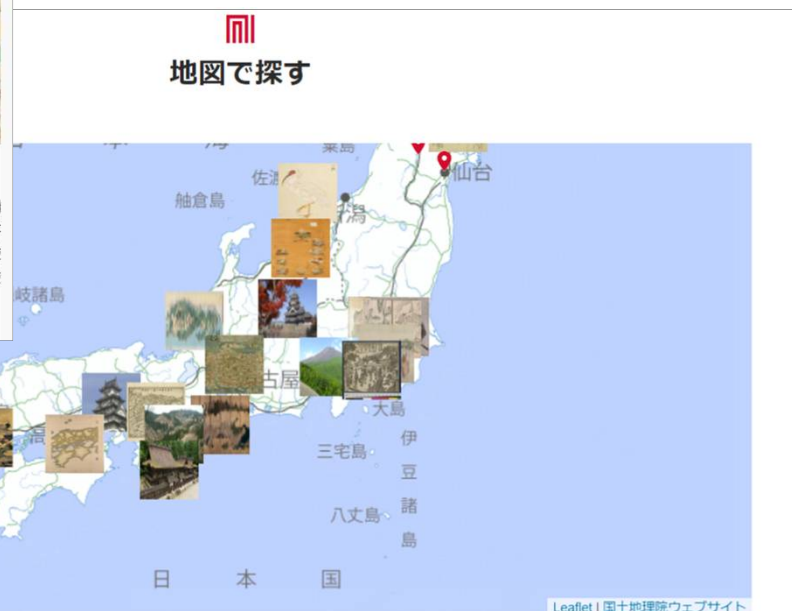 地図で探す
粟島
仙台
佐渡
舳倉島
潟
岐諸島
古屋
大島
高
伊
三宅島
豆
諸
八丈島
島
日 本 国
Leaflet | 国土地理院ウェブサイト